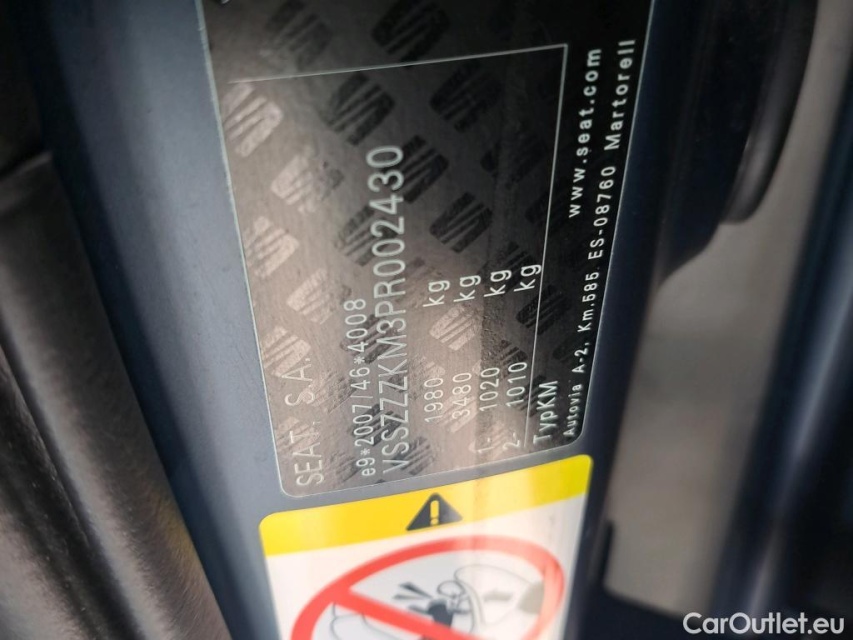 SEAT, S.A.
e9*2007/46*4008
VSSZZZKM3PR002430
1980 kg
3480 kg
1- 1020 kg
2- 1010 kg
TypKM
www.seat.com
Autovia A-2, Km.585 ES-08760 Martorell
CarOutlet.eu